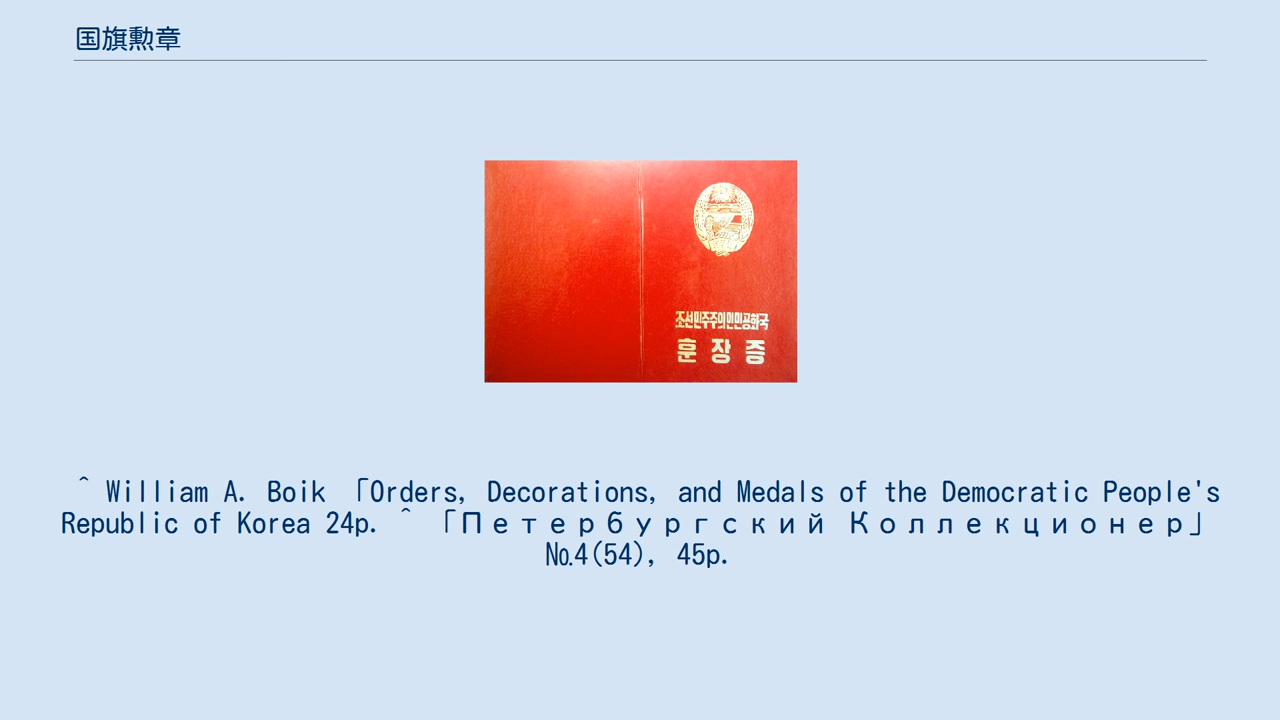 国旗勲章
조선민주주의인민공화국
훈장증
^ William A. Boik 「Orders, Decorations, and Medals of the Democratic People's
Republic of Korea 24p. ^ 「Петербургский Коллекционер」
№4(54), 45p.